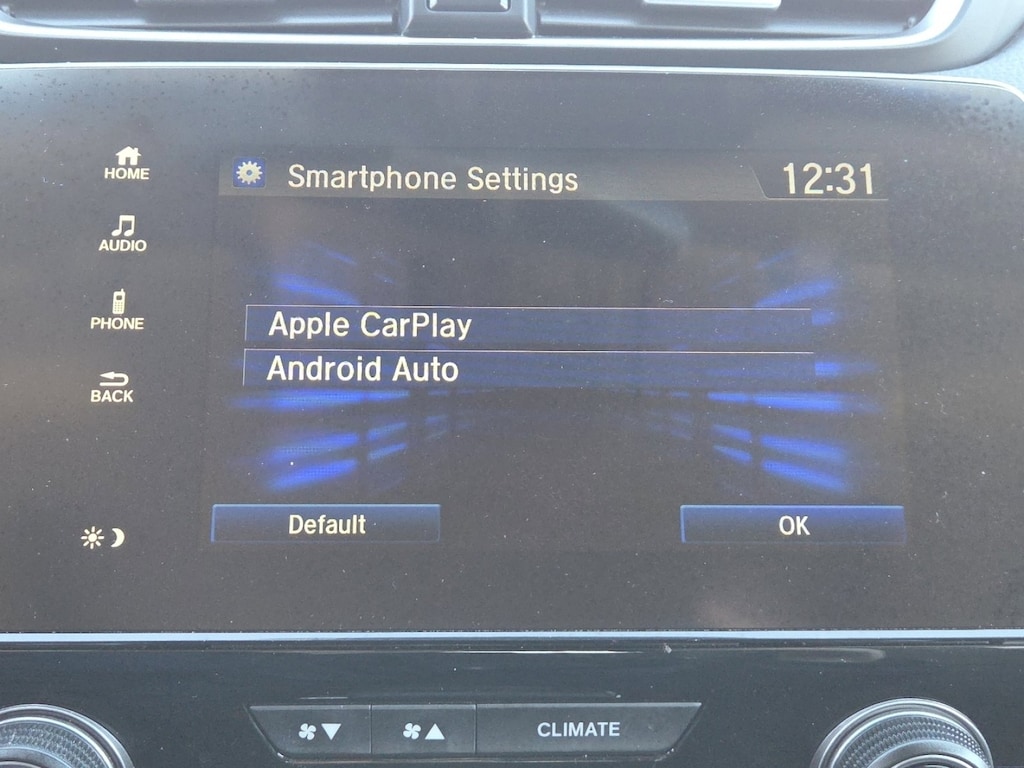 HOME
Smartphone Settings
12:31
AUDIO
PHONE
Apple CarPlay
Android Auto
BACK
Default
OK
CLIMATE